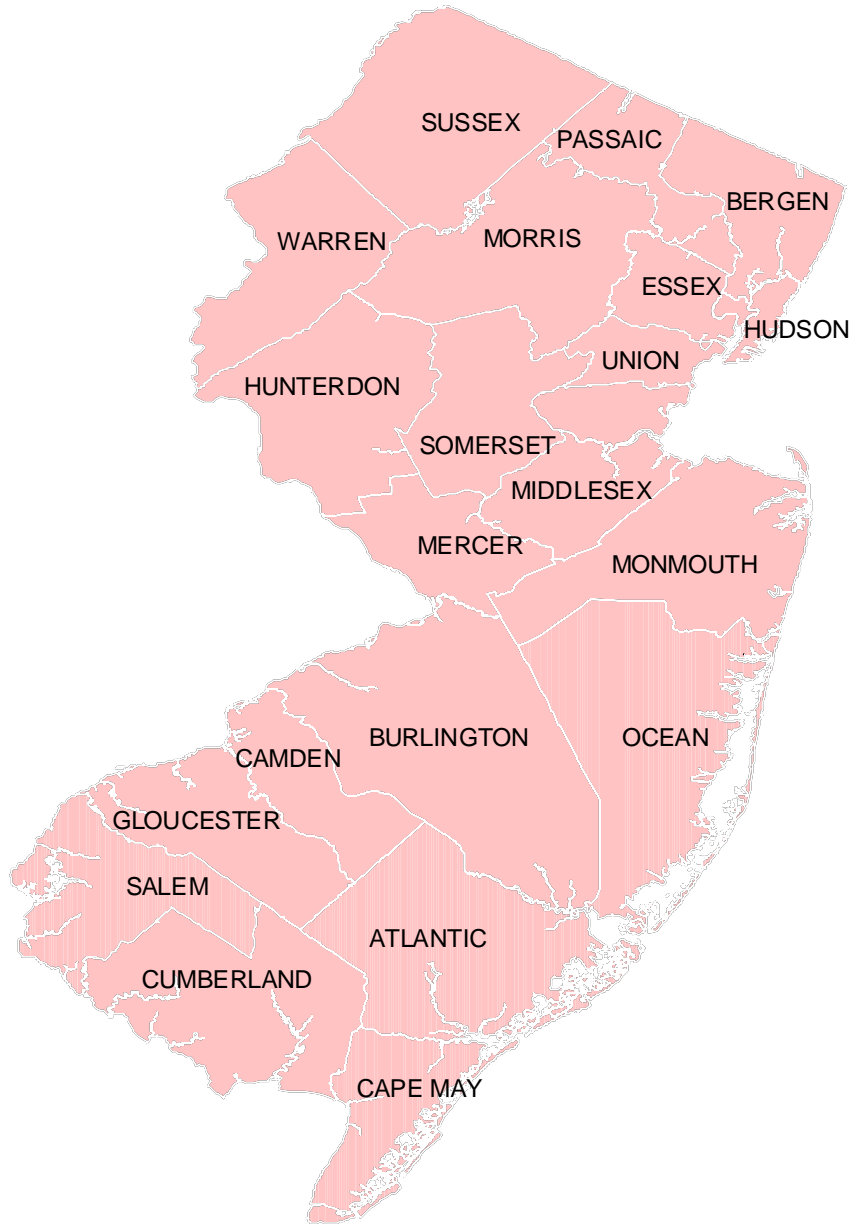 SUSSEX
PASSAIC
BERGEN
WARREN
MORRIS
ESSEX
HUDSON
UNION
HUNTERDON
SOMERSET
MIDDLESEX
MERCER
MONMOUTH
BURLINGTON
OCEAN
CAMDEN
GLOUCESTER
SALEM
ATLANTIC
CUMBERLAND
CAPE MAY